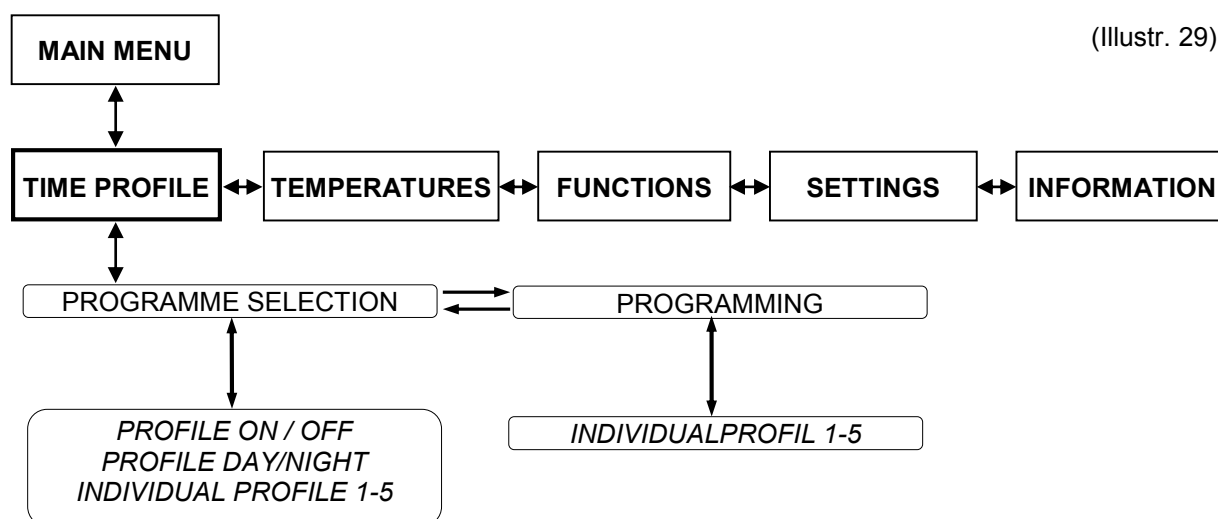 MAIN MENU
(Illustr. 29)
TIME PROFILE
TEMPERATURES
FUNCTIONS
SETTINGS
INFORMATION
PROGRAMME SELECTION
PROGRAMMING
PROFILE ON / OFF
PROFILE DAY/NIGHT
INDIVIDUAL PROFILE 1-5
INDIVIDUALPROFIL 1-5